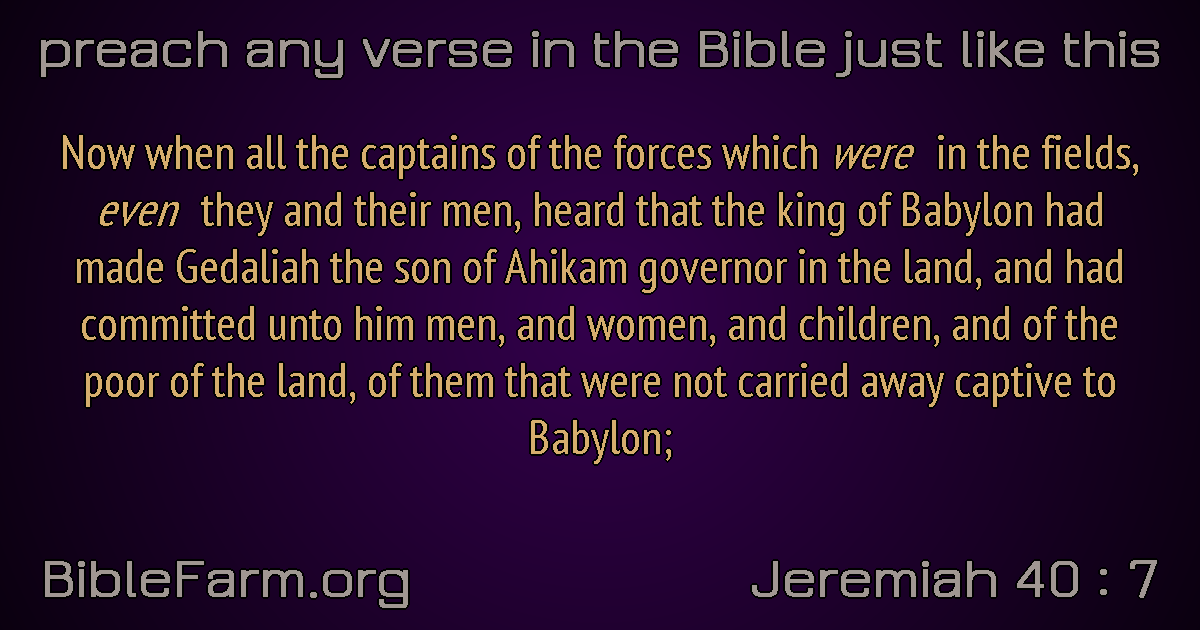 preach any verse in the Bible just like this
Now when all the captains of the forces which were in the fields,
even they and their men, heard that the king of Babylon had
made Gedaliah the son of Ahikam governor in the land, and had
committed unto him men, and women, and children, and of the
poor of the land, of them that were not carried away captive to
Babylon;
BibleFarm.org
Jeremiah 40 : 7